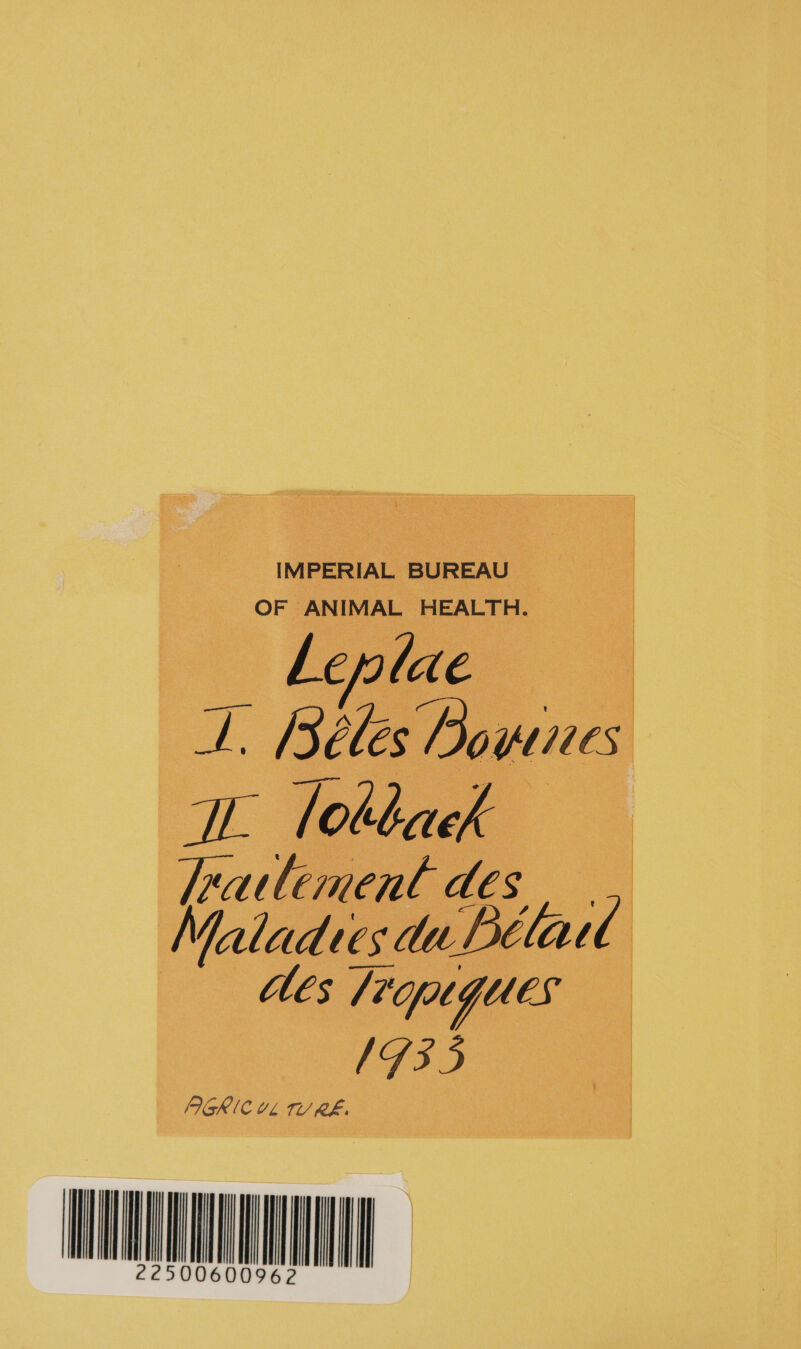 IMPERIAL BUREAU
OF ANIMAL HEALTH.
Leplae
I. Bêtes Bovines
II Tobback
Traitement des
Maladies du Bétail
des Tropiques
1933
AGRICULTURE.
22500600962